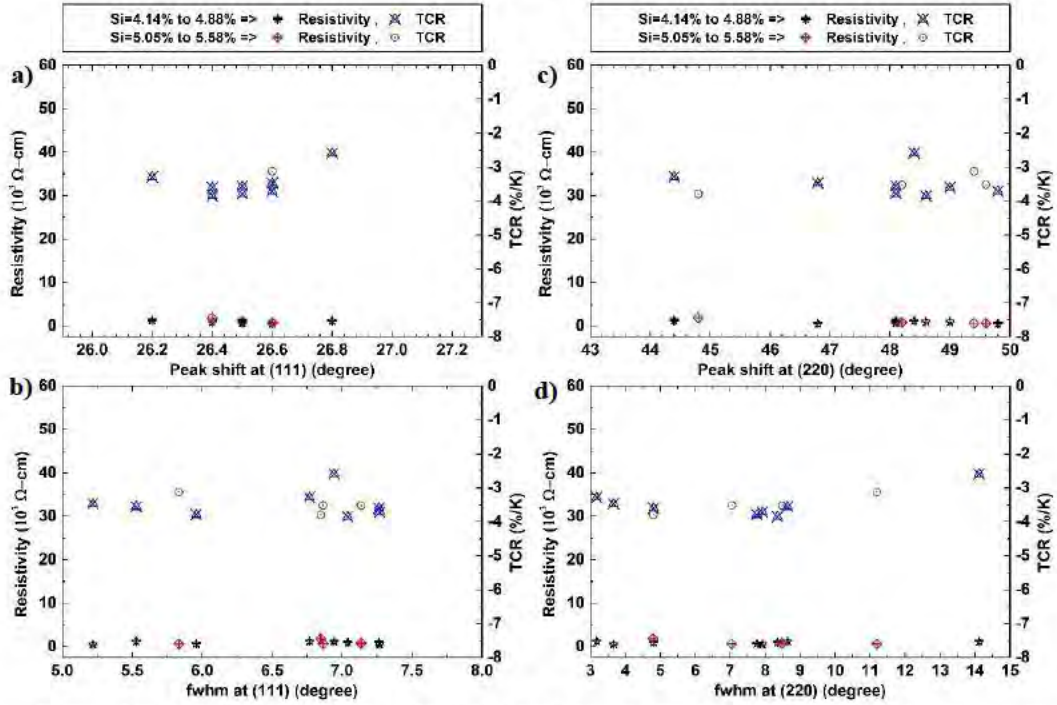 Si=4.14% to 4.88% => Resistivity , TCR
Si=5.05% to 5.58% => Resistivity , TCR
a)
60
50
40
30
20
10
0
Resistivity (10³ Ω−cm)
0
-1
-2
-3
-4
-5
-6
-7
-8
TCR (%/K)
26.0 26.2 26.4 26.6 26.8 27.0
Peak shift at (111) (degree)
Si=4.14% to 4.88% => Resistivity , TCR
Si=5.05% to 5.58% => Resistivity , TCR
c)
60
50
40
30
20
10
0
Resistivity (10³ Ω−cm)
0
-1
-2
-3
-4
-5
-6
-7
-8
TCR (%/K)
43 44 45 46 47 48 49 50
Peak shift at (220) (degree)
b)
60
50
40
30
20
10
0
Resistivity (10³ Ω−cm)
0
-1
-2
-3
-4
-5
-6
-7
-8
TCR (%/K)
5.0 5.5 6.0 6.5 7.0 7.5 8.0
fwhm at (111) (degree)
d)
60
50
40
30
20
10
0
Resistivity (10³ Ω−cm)
0
-1
-2
-3
-4
-5
-6
-7
-8
TCR (%/K)
3 4 5 6 7 8 9 10 11 12 13 14 15
fwhm at (220) (degree)